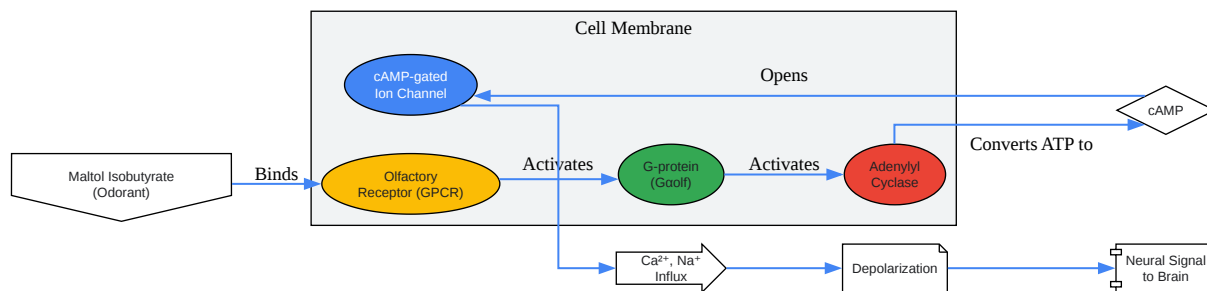 Cell Membrane
cAMP-gated
Ion Channel
Opens
cAMP
Converts ATP to
Maltol Isobutyrate
(Odorant)
Binds
Olfactory
Receptor (GPCR)
Activates
G-protein
(Gαolf)
Activates
Adenylyl
Cyclase
Ca²⁺, Na⁺
Influx
Depolarization
Neural Signal
to Brain